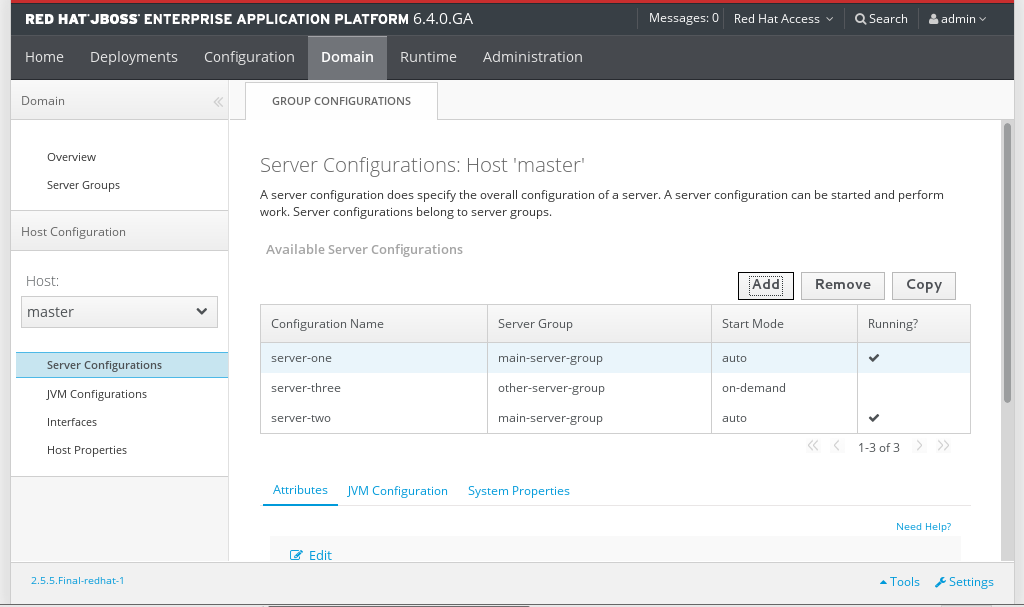 RED HAT® JBOSS® ENTERPRISE APPLICATION PLATFORM 6.4.0.GA
Messages: 0
Red Hat Access
Search
admin
Home
Deployments
Configuration
Domain
Runtime
Administration
Domain
Overview
Server Groups
Host Configuration
Host:
master
Server Configurations
JVM Configurations
Interfaces
Host Properties
GROUP CONFIGURATIONS
Server Configurations: Host 'master'
A server configuration does specify the overall configuration of a server. A server configuration can be started and perform
work. Server configurations belong to server groups.
Available Server Configurations
Add
Remove
Copy
Configuration Name Server Group Start Mode Running?
server-one main-server-group auto ✔
server-three other-server-group on-demand
server-two main-server-group auto ✔
1-3 of 3
Attributes
JVM Configuration
System Properties
Need Help?
Edit
2.5.5.Final-redhat-1
Tools
Settings